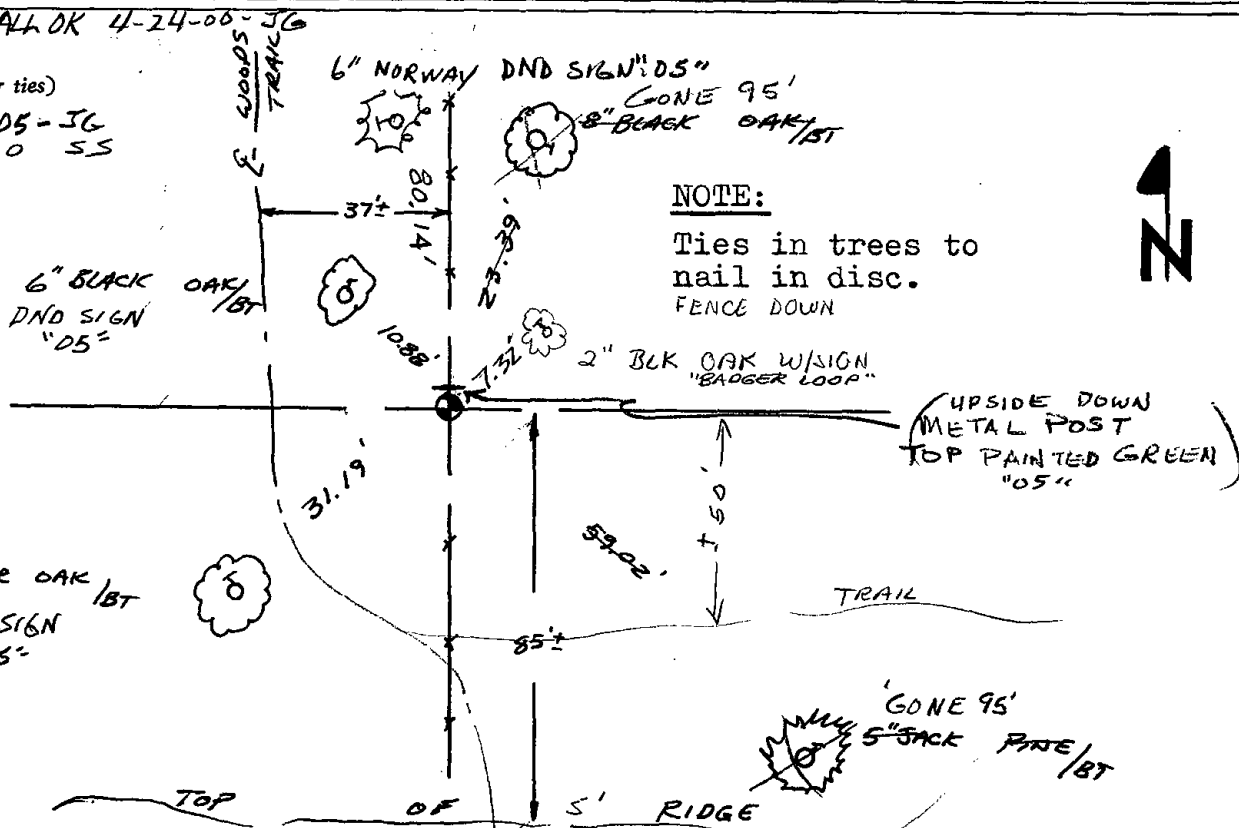 ALL OK 4-24-06-JG
WOODS
TRAIL
ties)
05-JG
0 SS
6" NORWAY DND SIGN "05"
GONE 95'
8" BLACK OAK/BT
37'±
80.14'
23.39'
NOTE:
Ties in trees to
nail in disc.
FENCE DOWN
N
6" BLACK OAK/BT
DND SIGN
"05"
10.88'
7.32'
2" BLK OAK W/SIGN
"BADGER LOOP"
(UPSIDE DOWN
METAL POST
TOP PAINTED GREEN)
"05"
31.19'
59.02'
± 50'
OAK/BT
SIGN
TRAIL
85'±
'GONE 95'
5" JACK PINE/BT
TOP OF 5' RIDGE